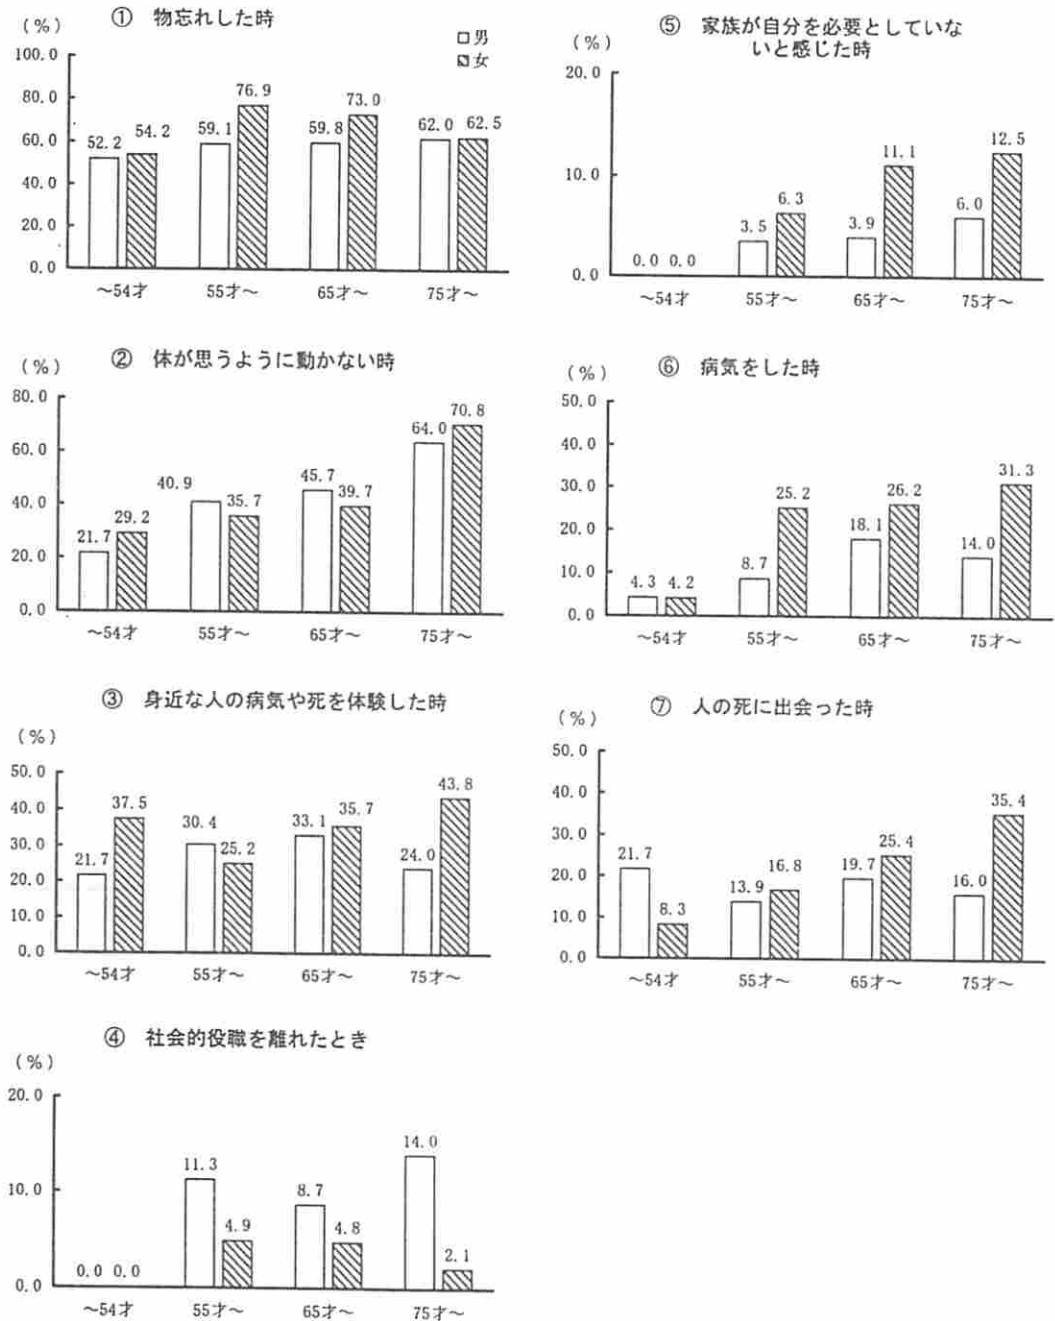 ① 物忘れした時
(%)
□男
▧女
100.0
80.0
60.0
40.0
20.0
0.0
52.2 54.2 59.1 76.9 59.8 73.0 62.0 62.5
～54才 55才～ 65才～ 75才～
② 体が思うように動かない時
(%)
80.0
60.0
40.0
20.0
0.0
21.7 29.2 40.9 35.7 45.7 39.7 64.0 70.8
～54才 55才～ 65才～ 75才～
③ 身近な人の病気や死を体験した時
(%)
50.0
40.0
30.0
20.0
10.0
0.0
21.7 37.5 30.4 25.2 33.1 35.7 24.0 43.8
～54才 55才～ 65才～ 75才～
④ 社会的役職を離れたとき
(%)
20.0
10.0
0.0
0.0 0.0 11.3 4.9 8.7 4.8 14.0 2.1
～54才 55才～ 65才～ 75才～
⑤ 家族が自分を必要としていな
いと感じた時
(%)
20.0
10.0
0.0
0.0 0.0 3.5 6.3 3.9 11.1 6.0 12.5
～54才 55才～ 65才～ 75才～
⑥ 病気をした時
(%)
50.0
40.0
30.0
20.0
10.0
0.0
4.3 4.2 8.7 25.2 18.1 26.2 14.0 31.3
～54才 55才～ 65才～ 75才～
⑦ 人の死に出会った時
(%)
50.0
40.0
30.0
20.0
10.0
0.0
21.7 8.3 13.9 16.8 19.7 25.4 16.0 35.4
～54才 55才～ 65才～ 75才～